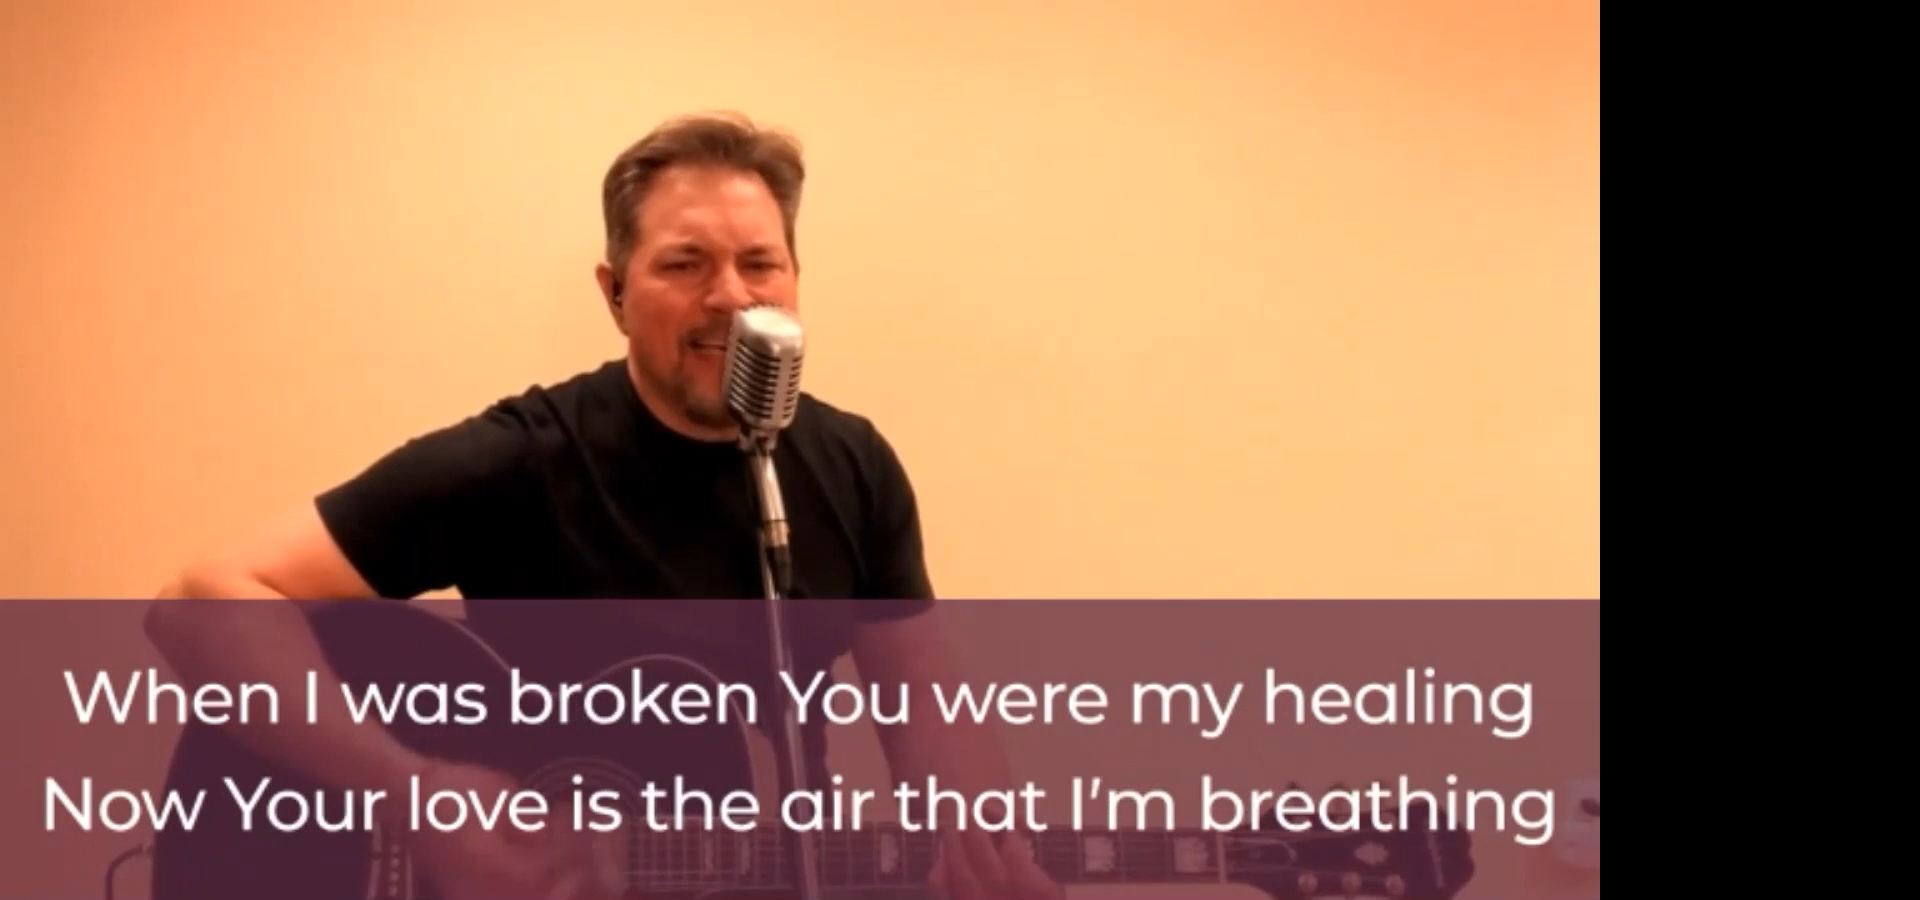 When I was broken You were my healing
Now Your love is the air that I'm breathing